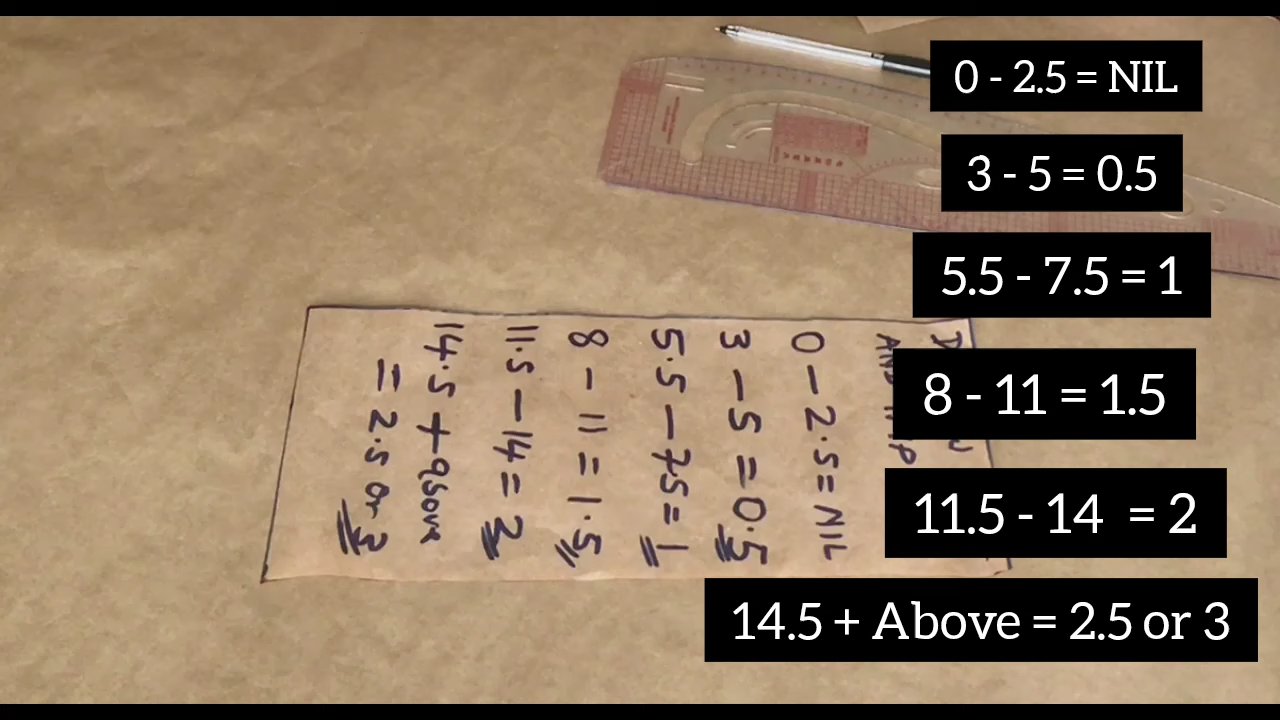 0 - 2.5 = NIL
3 - 5 = 0.5
5.5 - 7.5 = 1
8 - 11 = 1.5
11.5 - 14 = 2
14.5 + Above = 2.5 or 3
0 - 2.5 = NIL
3 - 5 = 0.5
5.5 - 75 = 1
8 - 11 = 1.5
11.5 - 14 = 2
14.5 + above
= 2.5 or 3